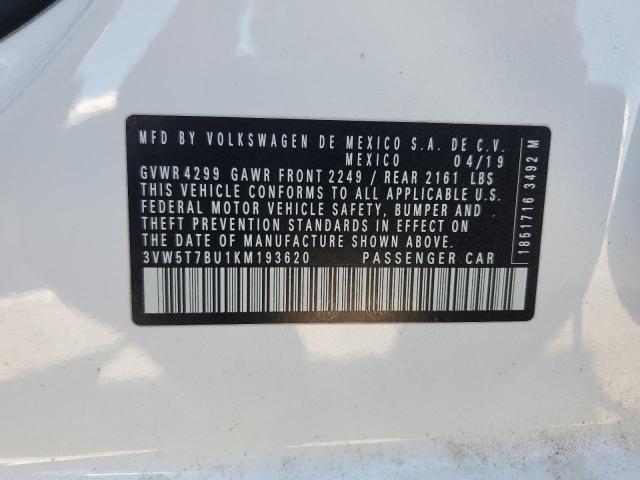 MFD BY VOLKSWAGEN DE MEXICO S.A. DE C.V.
MEXICO 04/19
GVWR 4299 GAWR FRONT 2249 / REAR 2161 LBS
THIS VEHICLE CONFORMS TO ALL APPLICABLE U.S.
FEDERAL MOTOR VEHICLE SAFETY, BUMPER AND
THEFT PREVENTION STANDARDS IN EFFECT ON THE
DATE OF MANUFACTURE SHOWN ABOVE.
3VW5T7BU1KM193620 PASSENGER CAR
1861716 3492 M